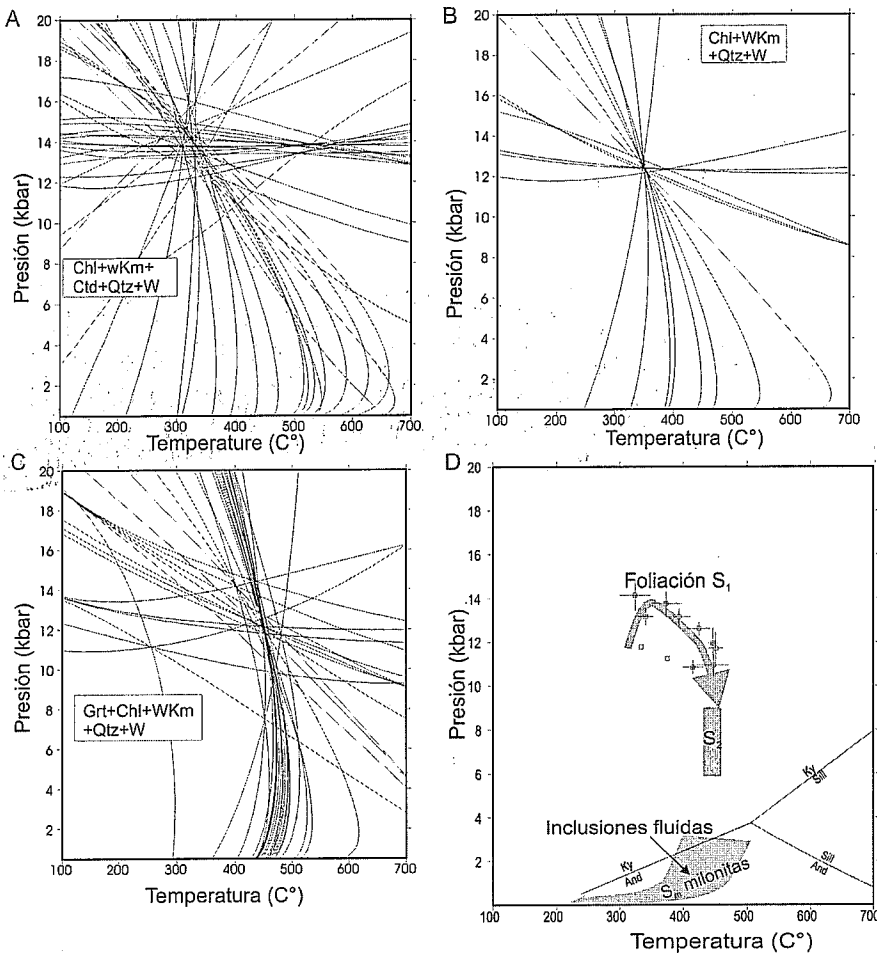 A
Presión (kbar)
20
18
16
14
12
10
8
6
4
2
Chl+wKm+
Ctd+Qtz+W
100 200 300 400 500 600 700
Temperature (C°)
B
Presión (kbar)
20
18
16
14
12
10
8
6
4
2
Chl+WKm
+Qtz+W
100 200 300 400 500 600 700
Temperatura (C°)
C
Presión (kbar)
20
18
16
14
12
10
8
6
4
2
Grt+Chl+WKm
+Qtz+W
100 200 300 400 500 600 700
Temperatura (C°)
D
Presión (kbar)
20
18
16
14
12
10
8
6
4
2
Foliación S1
S2
Ky
Sill
Inclusiones fluidas
Ky
And
Sill
And
Sm milonitas
100 200 300 400 500 600 700
Temperatura (C°)